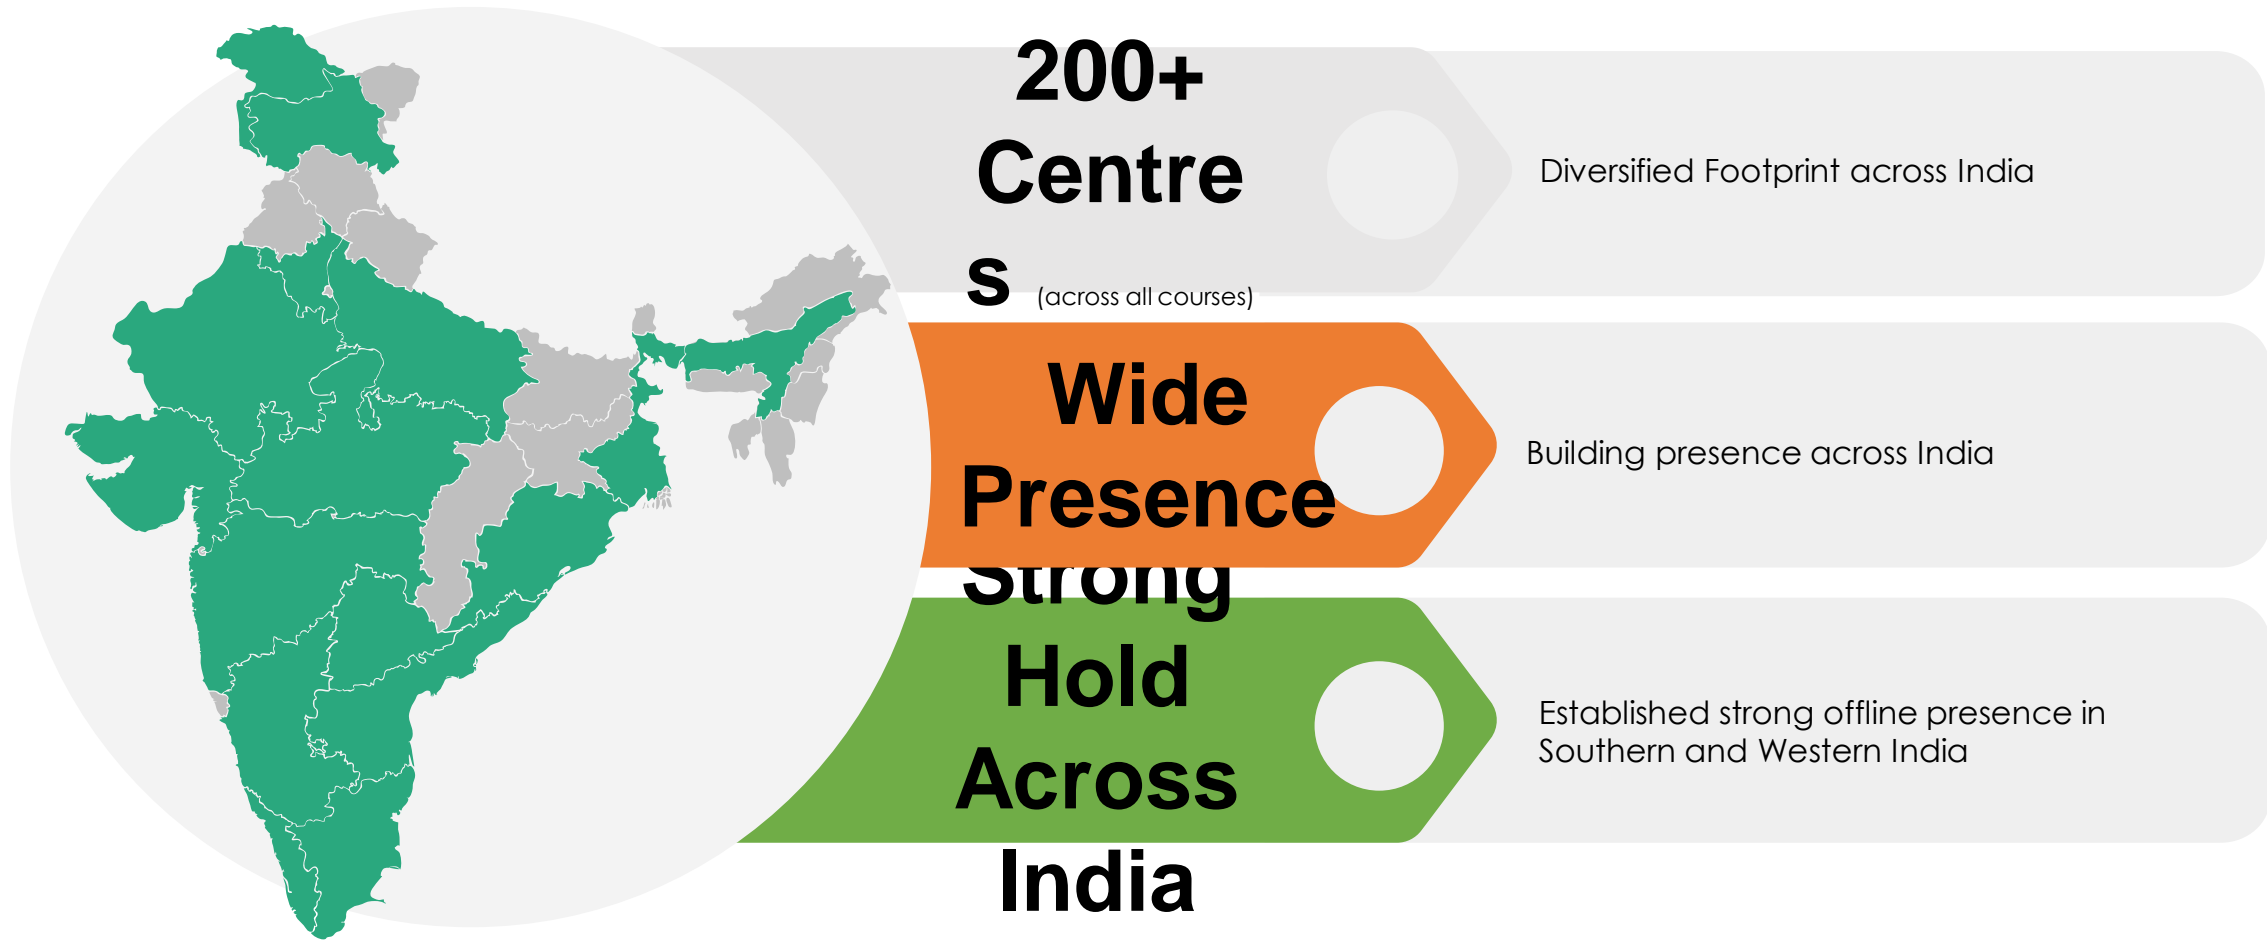 200+
Centre
s (across all courses)
Diversified Footprint across India
Wide
Presence
Building presence across India
Strong
Hold
Across
India
Established strong offline presence in
Southern and Western India